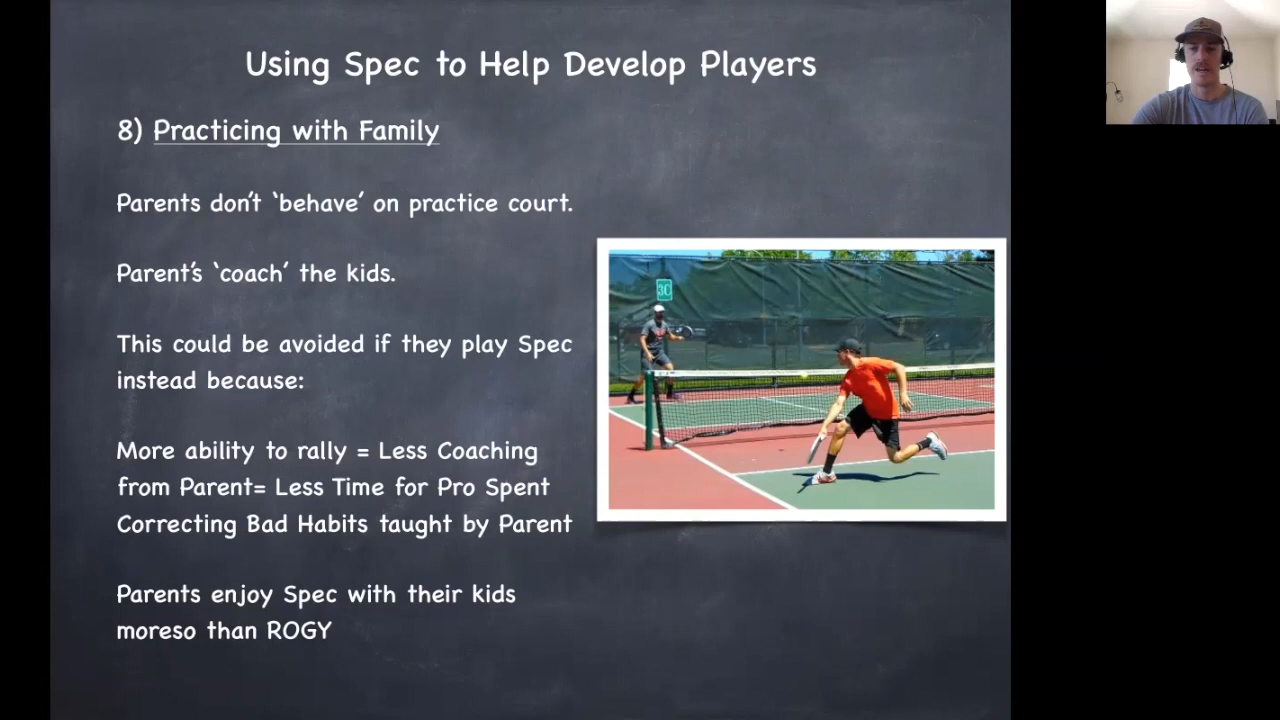 Using Spec to Help Develop Players
8) Practicing with Family
Parents don't 'behave' on practice court.
Parent's 'coach' the kids.
This could be avoided if they play Spec
instead because:
More ability to rally = Less Coaching
from Parent= Less Time for Pro Spent
Correcting Bad Habits taught by Parent
Parents enjoy Spec with their kids
moreso than ROGY
3C